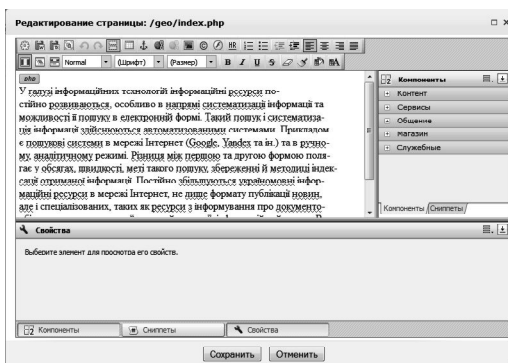 Редактирование страницы: /geo/index.php
Normal (Шрифт) (Размер) B I U S
php
У галузі інформаційних технологій інформаційні ресурси по-
стійно розвиваються, особливо в напрямі систематизації інформації та
можливості її пошуку в електронній формі. Такий пошук і систематиза-
ція інформації здійснюються автоматизованими системами. Прикладом
є пошукові системи в мережі Інтернет (Google, Yandex та ін.) та в ручно-
му, аналітичному режимі. Різниця між першою та другою формою поля-
гає у обсягах, швидкості, меті такого пошуку, збереженні й методиці індек-
сації отриманої інформації. Постійно збільшуються україномовні інфор-
маційні ресурси в мережі Інтернет, не лише формату публікації новин,
але і спеціалізованих, таких як ресурси з інформування про документо-
Компоненты
Контент
Сервисы
Общение
Магазин
Служебные
Компоненты Сниппеты
Свойства
Выберите элемент для просмотра его свойств.
Компоненты Сниппеты Свойства
Сохранить Отменить